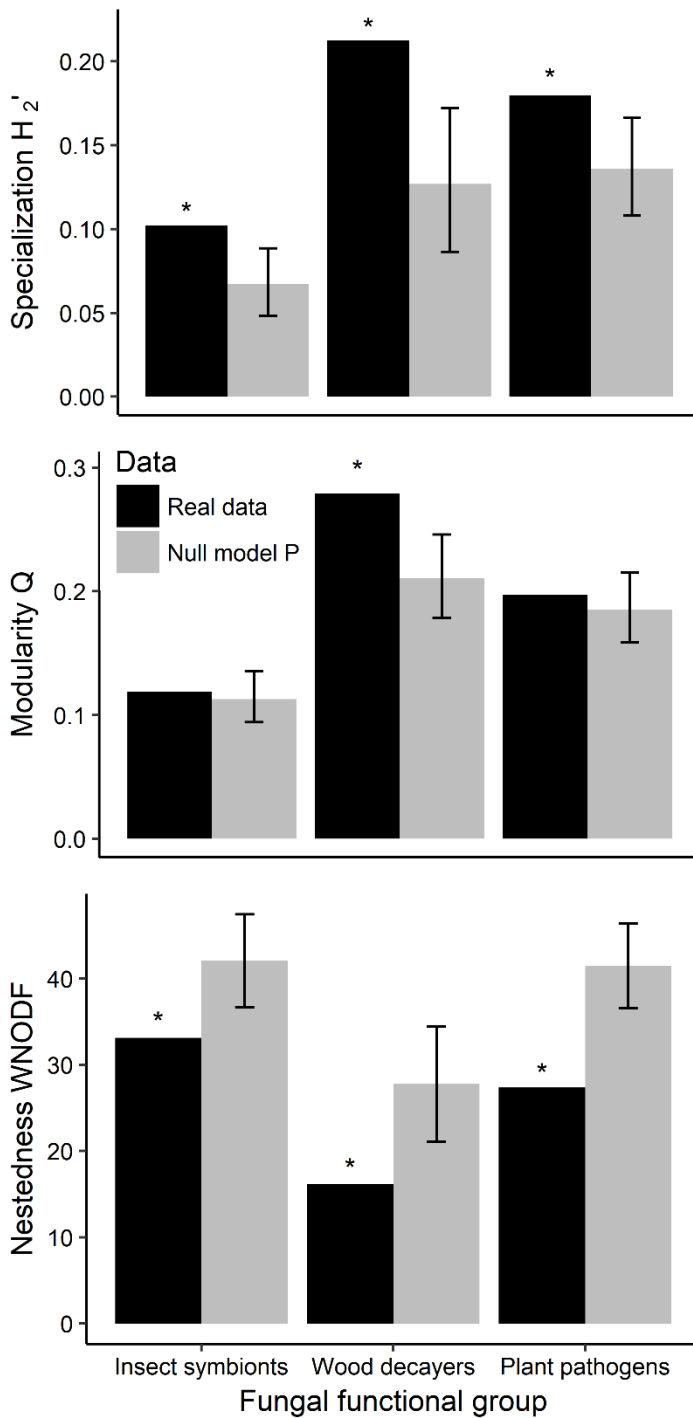 Specialization H2'
0.20
0.15
0.10
0.05
0.00
*
*
*
Modularity Q
0.3
0.2
0.1
0.0
Data
Real data
Null model P
*
Nestedness WNODF
40
30
20
10
0
*
*
*
Insect symbionts Wood decayers Plant pathogens
Fungal functional group